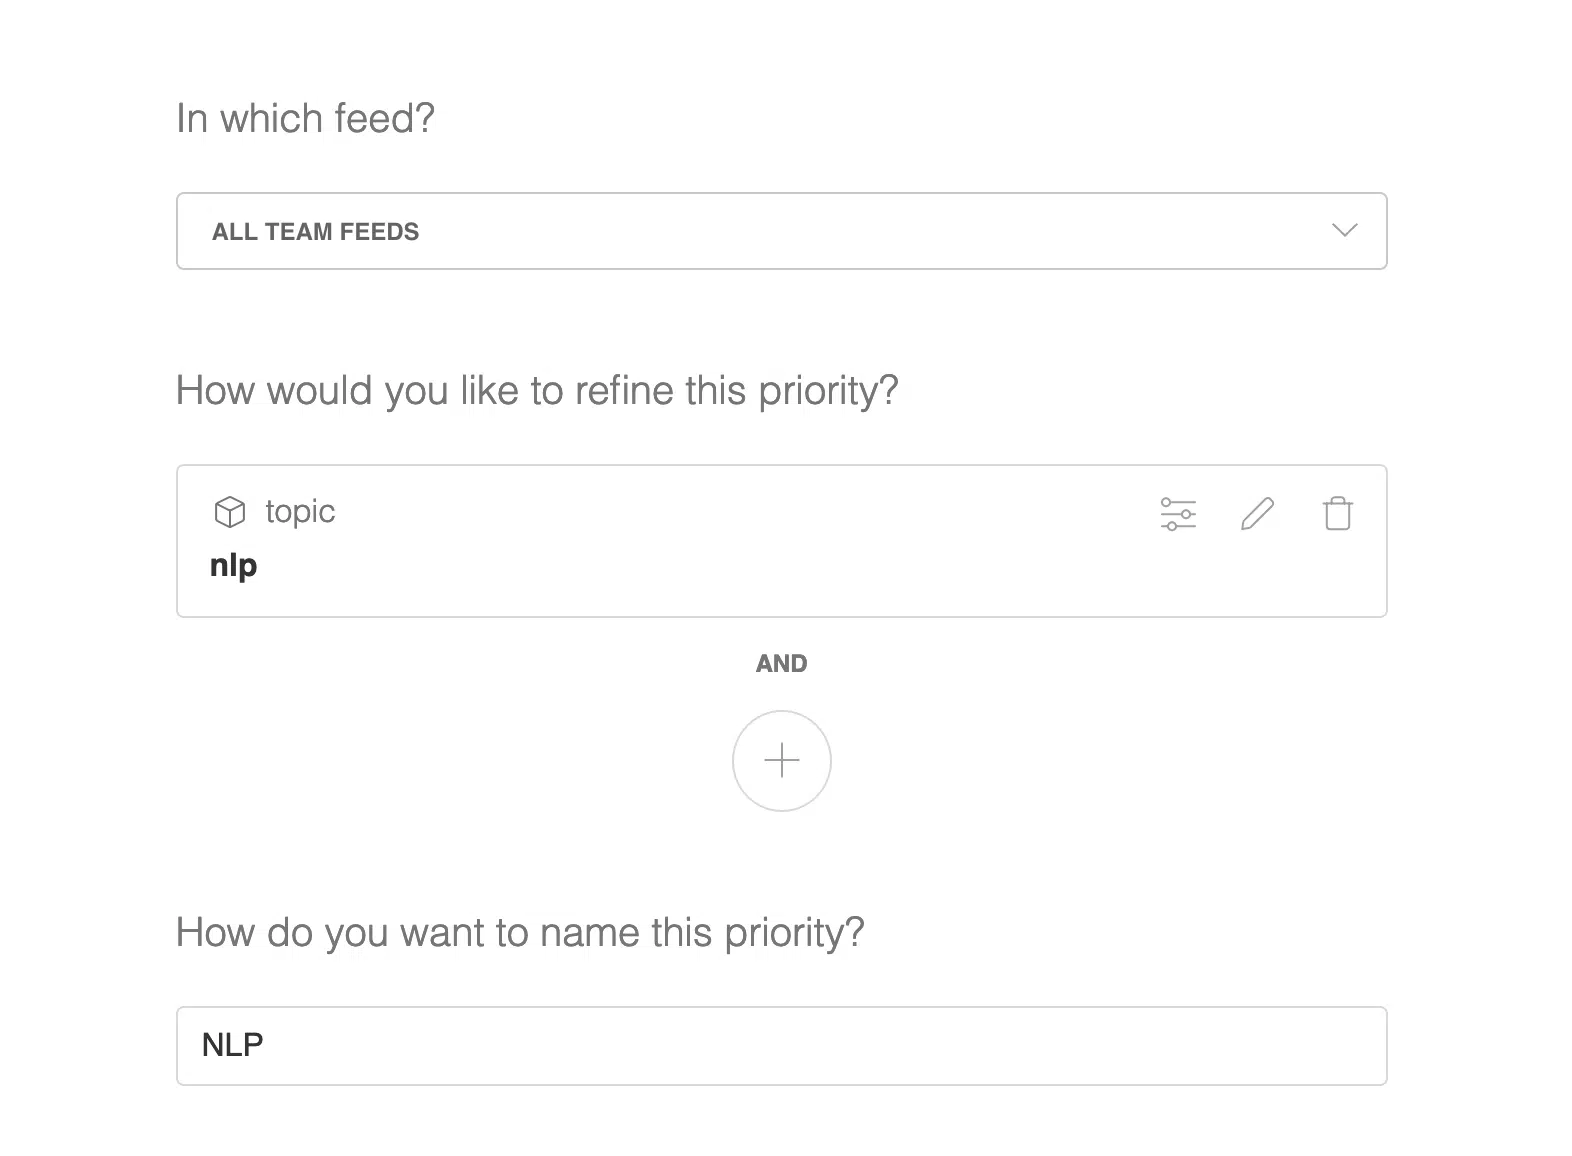 In which feed?
ALL TEAM FEEDS
How would you like to refine this priority?
topic
nlp
AND
How do you want to name this priority?
NLP